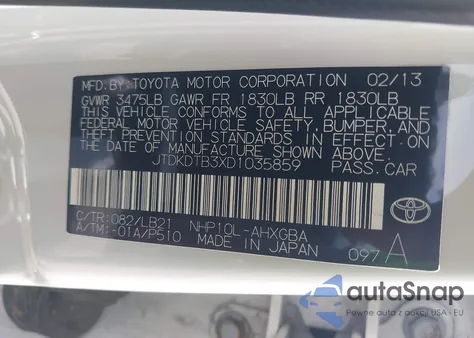 MFD.BY: TOYOTA MOTOR CORPORATION 02/13
GVWR 3475LB GAWR FR 1830LB RR 1830LB
THIS VEHICLE CONFORMS TO ALL APPLICABLE
FEDERAL MOTOR VEHICLE SAFETY, BUMPER, AND
THEFT PREVENTION STANDARDS IN EFFECT ON
THE DATE OF MANUFACTURE SHOWN ABOVE.
JTDKDTB3XD1035859 PASS.CAR
C/TR: 082/LB21 NHP10L-AHXGBA
A/TM: -01A/P510 MADE IN JAPAN 097 A
TOYOTA
autoSnap
Pewne auta z aukcji USA - EU